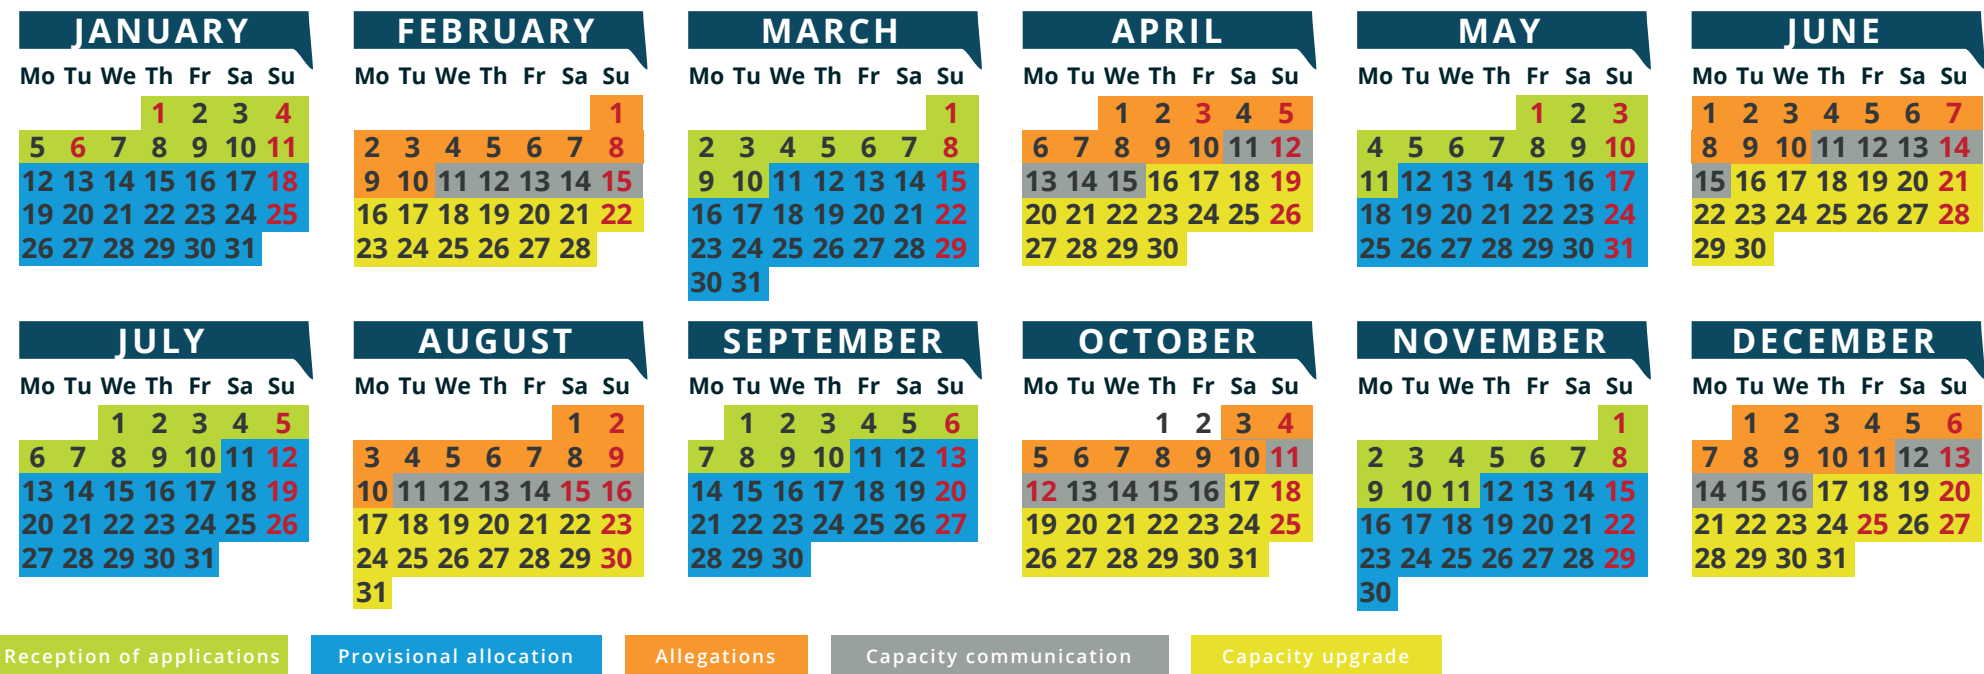 JANUARY FEBRUARY MARCH APRIL MAY JUNE
Mo Tu We Th Fr Sa Su Mo Tu We Th Fr Sa Su Mo Tu We Th Fr Sa Su Mo Tu We Th Fr Sa Su Mo Tu We Th Fr Sa Su Mo Tu We Th Fr Sa Su
1 2 3 4 1 1 1 2 3 4 5 1 2 3 1 2 3 4 5 6 7
5 6 7 8 9 10 11 2 3 4 5 6 7 8 2 3 4 5 6 7 8 6 7 8 9 10 11 12 4 5 6 7 8 9 10 8 9 10 11 12 13 14
12 13 14 15 16 17 18 9 10 11 12 13 14 15 9 10 11 12 13 14 15 13 14 15 16 17 18 19 11 12 13 14 15 16 17 15 16 17 18 19 20 21
19 20 21 22 23 24 25 16 17 18 19 20 21 22 16 17 18 19 20 21 22 20 21 22 23 24 25 26 18 19 20 21 22 23 24 22 23 24 25 26 27 28
26 27 28 29 30 31 23 24 25 26 27 28 23 24 25 26 27 28 29 27 28 29 30 25 26 27 28 29 30 31 29 30
30 31
JULY AUGUST SEPTEMBER OCTOBER NOVEMBER DECEMBER
Mo Tu We Th Fr Sa Su Mo Tu We Th Fr Sa Su Mo Tu We Th Fr Sa Su Mo Tu We Th Fr Sa Su Mo Tu We Th Fr Sa Su Mo Tu We Th Fr Sa Su
1 2 3 4 5 1 2 1 2 3 4 5 6 1 2 3 4 1 1 2 3 4 5 6
6 7 8 9 10 11 12 3 4 5 6 7 8 9 7 8 9 10 11 12 13 5 6 7 8 9 10 11 2 3 4 5 6 7 8 7 8 9 10 11 12 13
13 14 15 16 17 18 19 10 11 12 13 14 15 16 14 15 16 17 18 19 20 12 13 14 15 16 17 18 9 10 11 12 13 14 15 14 15 16 17 18 19 20
20 21 22 23 24 25 26 17 18 19 20 21 22 23 21 22 23 24 25 26 27 19 20 21 22 23 24 25 16 17 18 19 20 21 22 21 22 23 24 25 26 27
27 28 29 30 31 24 25 26 27 28 29 30 28 29 30 26 27 28 29 30 31 23 24 25 26 27 28 29 28 29 30 31
31 30
Reception of applications Provisional allocation Allegations Capacity communication Capacity upgrade